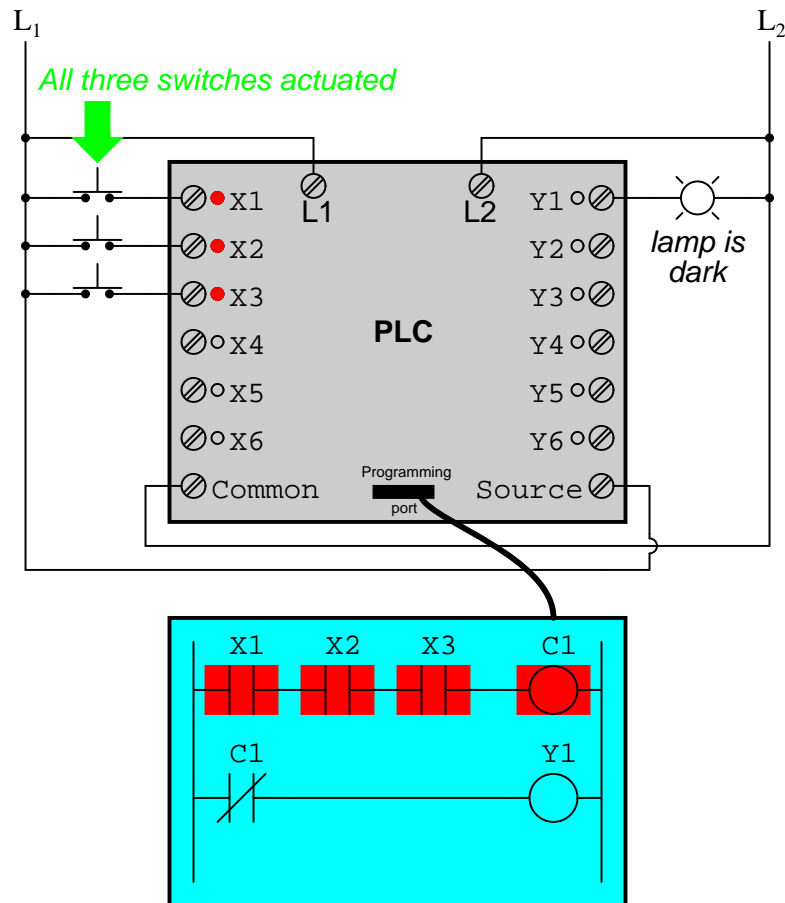 L1 L2
All three switches actuated
X1 L1 L2 Y1
X2 Y2
lamp is
dark
X3 Y3
PLC
X4 Y4
X5 Y5
X6 Y6
Common Programming
port Source
X1 X2 X3 C1
C1 Y1